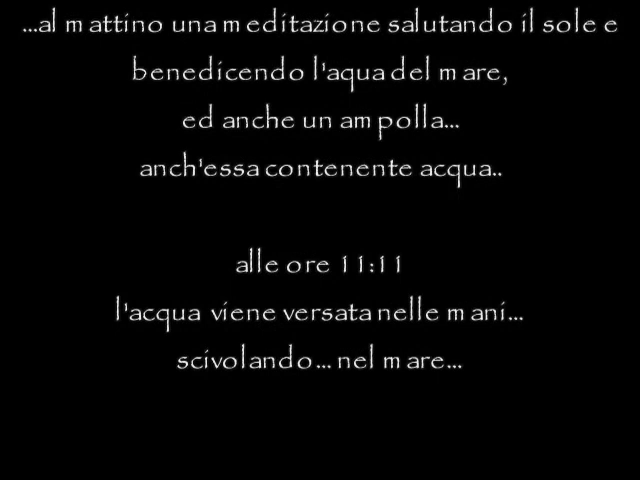 ...al mattino una meditazione salutando il sole e
benedicendo l'aqua del mare,
ed anche un ampolla...
anch'essa contenente acqua..
alle ore 11:11
l'acqua viene versata nelle mani...
scivolando... nel mare...